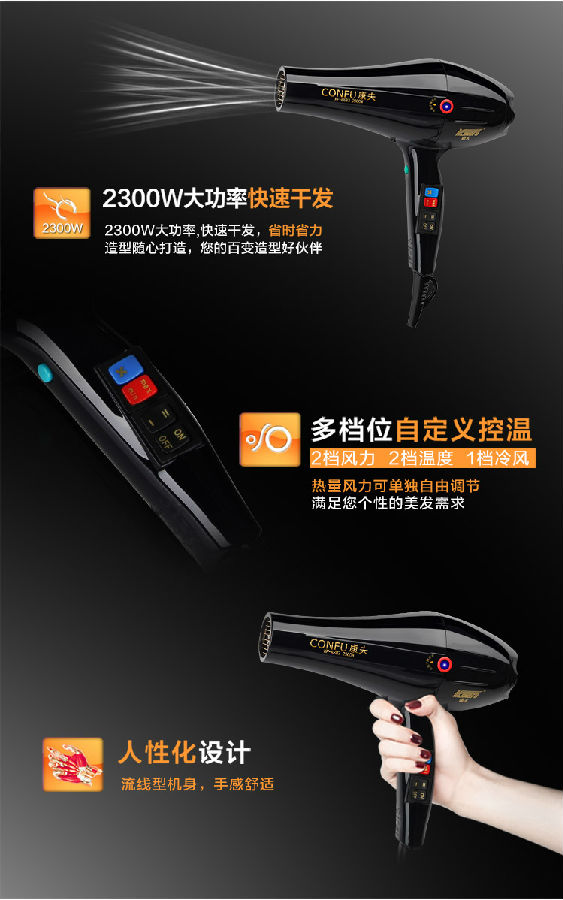 CONFU康夫
2300W
2300W大功率快速干发
2300W大功率,快速干发，省时省力
造型随心打造，您的百变造型好伙伴
ON
OFF
多档位自定义控温
2档风力 2档温度 1档冷风
热量风力可单独自由调节
满足您个性的美发需求
CONFU康夫
人性化设计
流线型机身，手感舒适